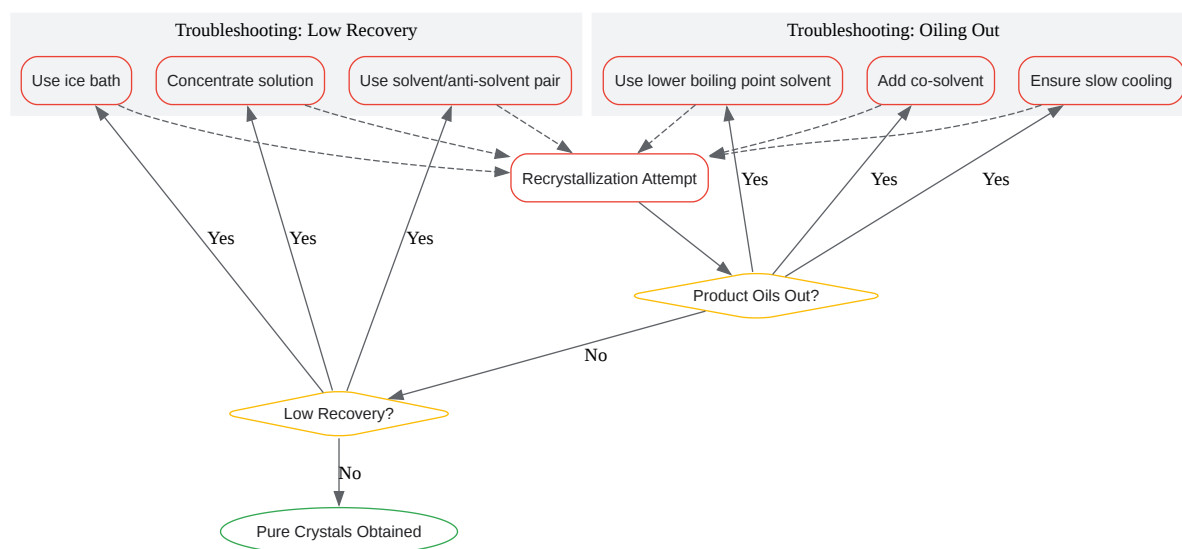 Troubleshooting: Low Recovery
Troubleshooting: Oiling Out
Use ice bath
Concentrate solution
Use solvent/anti-solvent pair
Use lower boiling point solvent
Add co-solvent
Ensure slow cooling
Recrystallization Attempt
Yes
Yes
Yes
Yes
Yes
Yes
Product Oils Out?
No
Low Recovery?
No
Pure Crystals Obtained